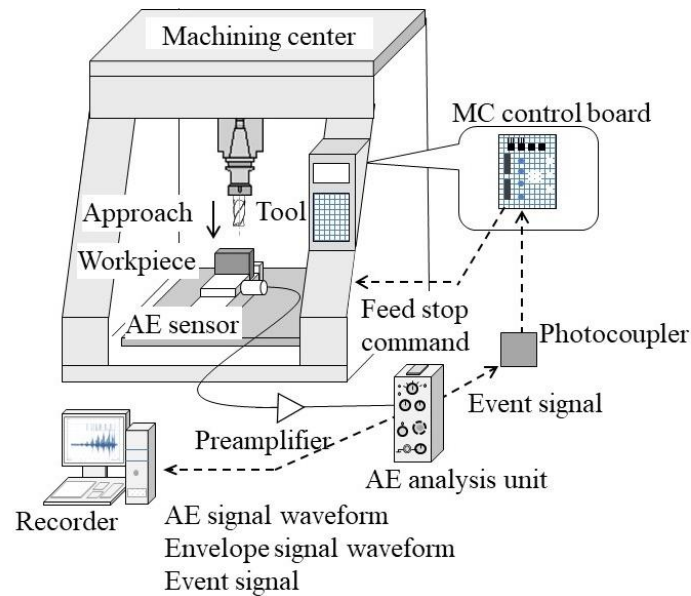 Machining center
MC control board
Approach
Tool
Workpiece
AE sensor
Feed stop
command
Photocoupler
Event signal
Preamplifier
AE analysis unit
Recorder
AE signal waveform
Envelope signal waveform
Event signal